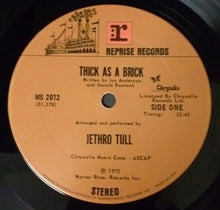 REPRISE RECORDS
THICK AS A BRICK
Written by Ian Anderson
and Gerald Bostock
MS 2072
(31,378)
Chrysalis
Licensed By Chrysalis
Records Ltd.
SIDE ONE
Timing: 22:40
Arranged and performed by
JETHRO TULL
Chrysalis Music Corp. - ASCAP
℗ 1972
Warner Bros. Records Inc.
STEREO